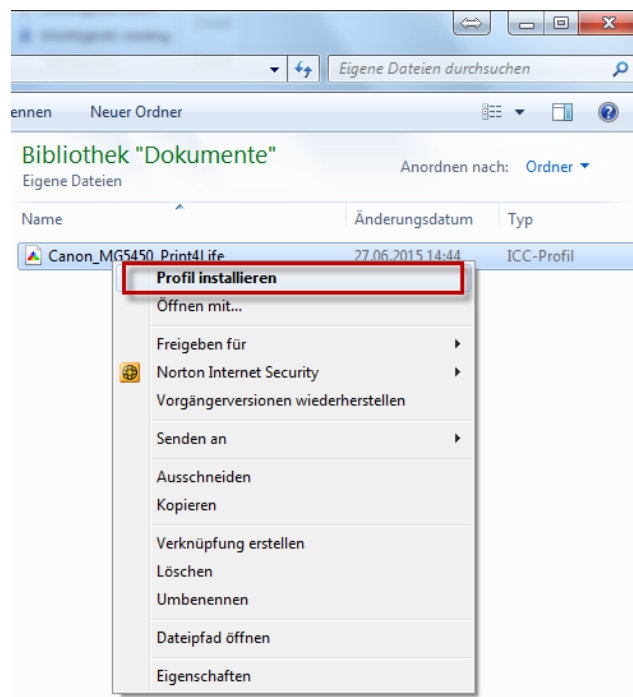 Eigene Dateien durchsuchen
ennen Neuer Ordner
Bibliothek "Dokumente"
Eigene Dateien
Anordnen nach: Ordner
Name Änderungsdatum Typ
Canon_MG5450_Print4Life 27.06.2015 14:44 ICC-Profil
Profil installieren
Öffnen mit...
Freigeben für
Norton Internet Security
Vorgängerversionen wiederherstellen
Senden an
Ausschneiden
Kopieren
Verknüpfung erstellen
Löschen
Umbenennen
Dateipfad öffnen
Eigenschaften